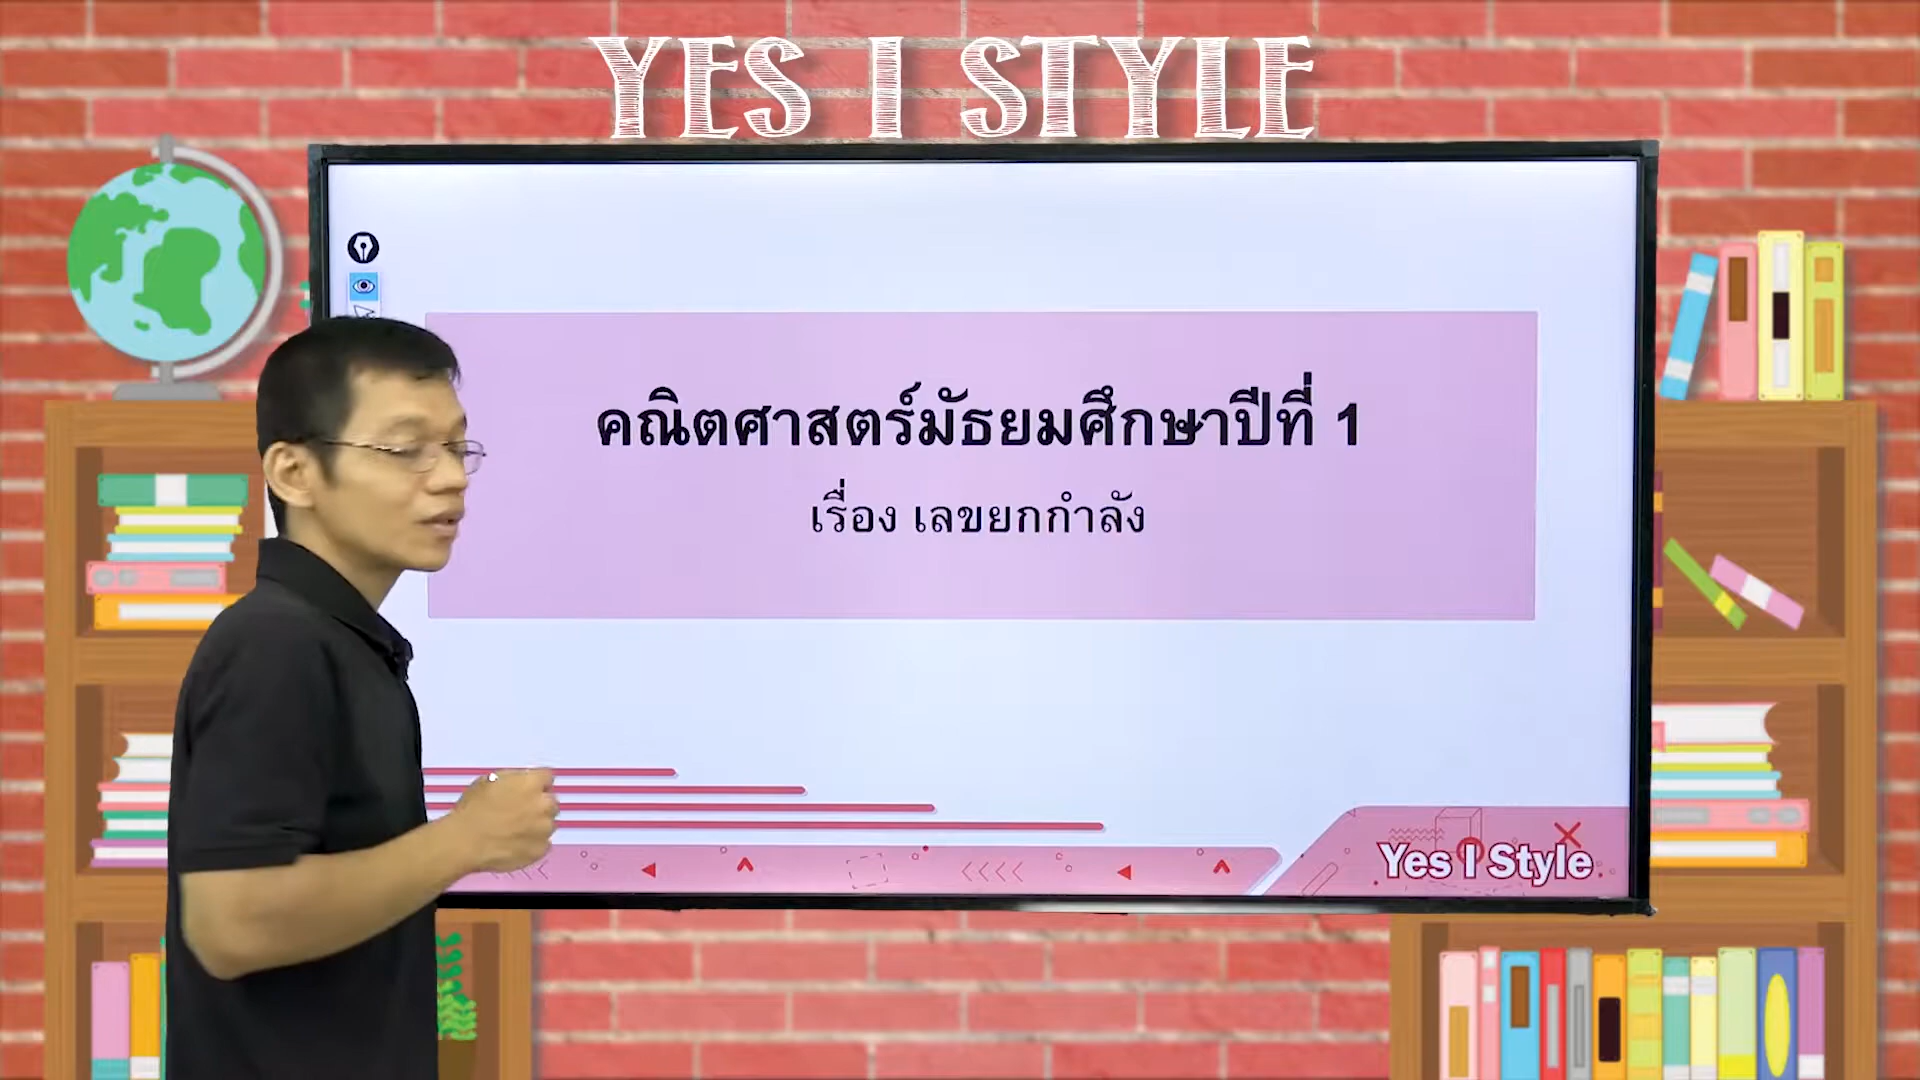 YES I STYLE
คณิตศาสตร์มัธยมศึกษาปีที่ 1
เรื่อง เลขยกกำลัง
Yes I Style